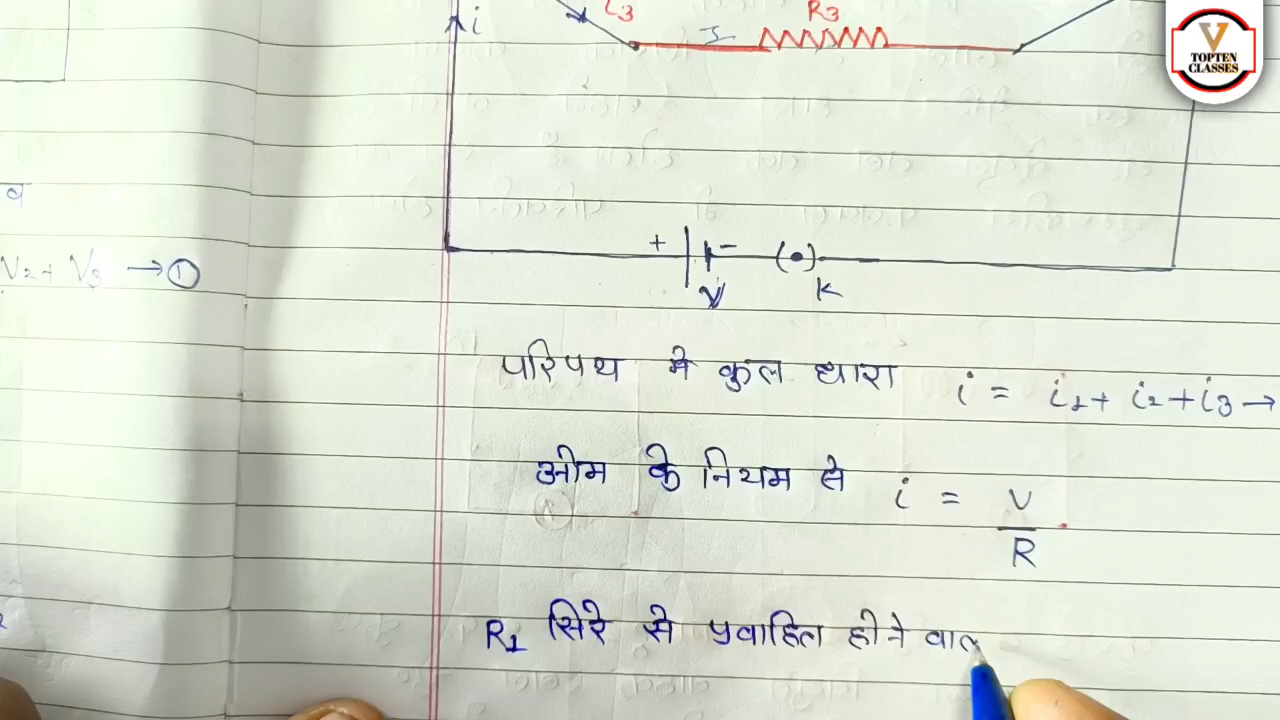 i
i3
R3
I
V
TOPTEN
CLASSES
व
V2 + V3 → ①
+ -
V
K
परिपथ मे कुल धारा i = i1 + i2 + i3 →
ओम के नियम से i = V
R
R1 सिरे से प्रवाहित होने वाल